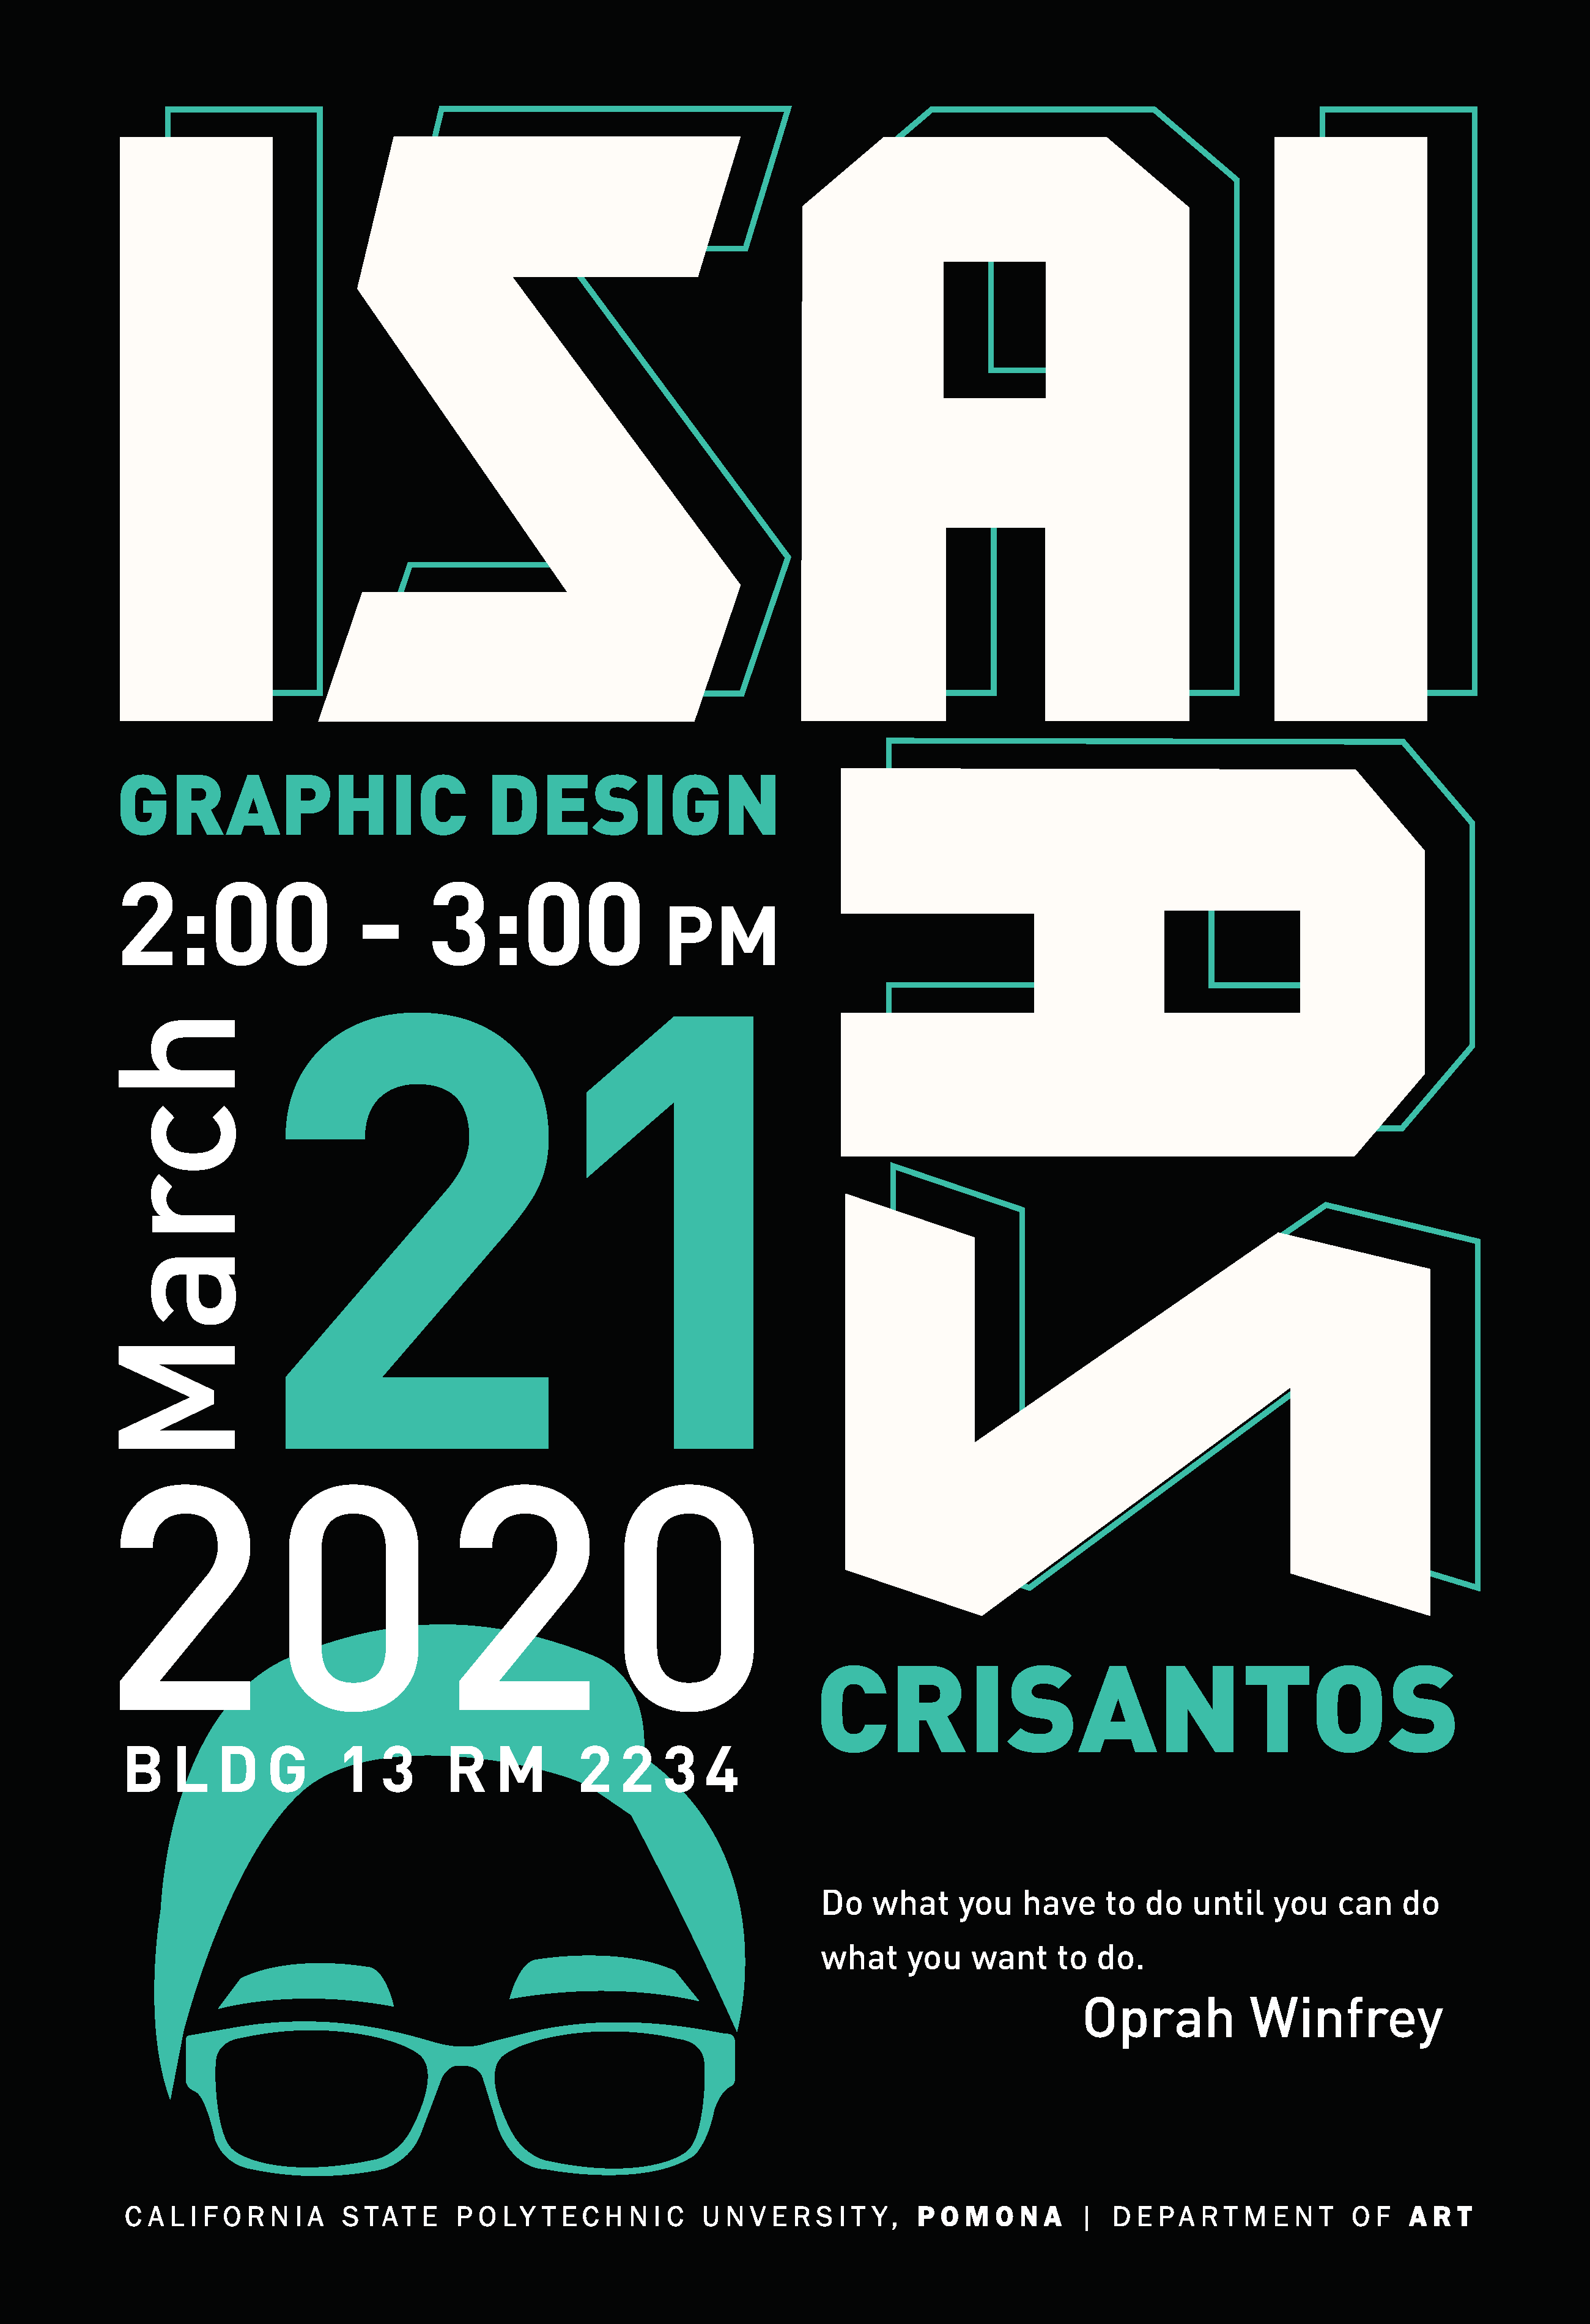 ISAI
AS
GRAPHIC DESIGN
2:00 - 3:00 PM
March
21
2020
BLDG 13 RM 2234
CRISANTOS
Do what you have to do until you can do
what you want to do.
Oprah Winfrey
CALIFORNIA STATE POLYTECHNIC UNVERSITY, POMONA | DEPARTMENT OF ART